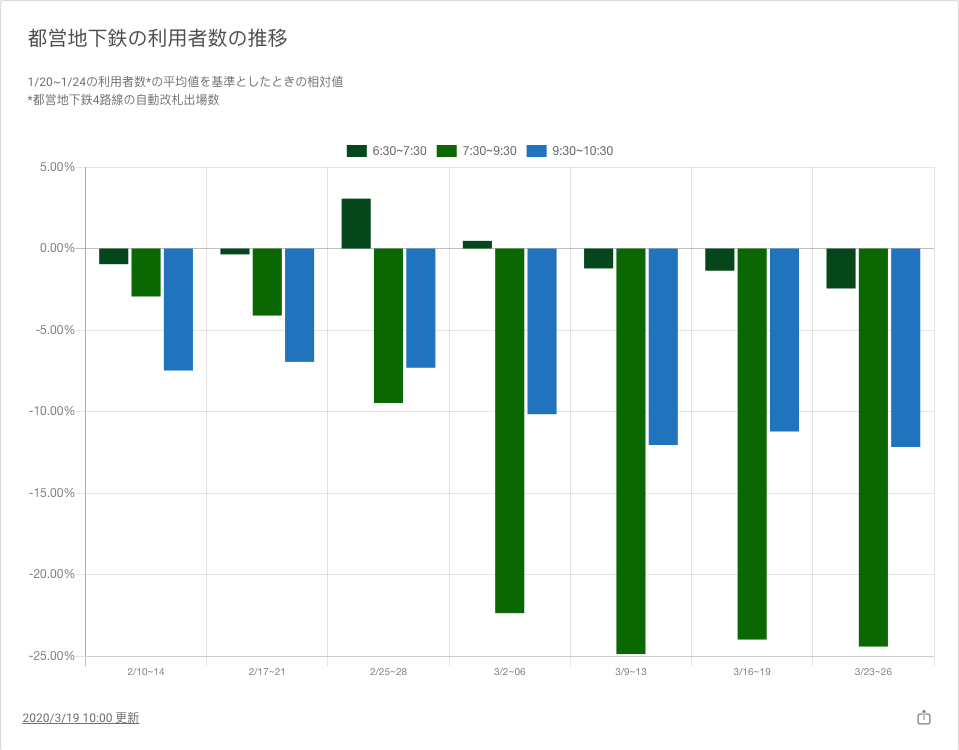 都営地下鉄の利用者数の推移
1/20~1/24の利用者数*の平均値を基準としたときの相対値
*都営地下鉄4路線の自動改札出場数
6:30~7:30 7:30~9:30 9:30~10:30
5.00%
0.00%
-5.00%
-10.00%
-15.00%
-20.00%
-25.00%
2/10~14 2/17~21 2/25~28 3/2~06 3/9~13 3/16~19 3/23~26
2020/3/19 10:00 更新